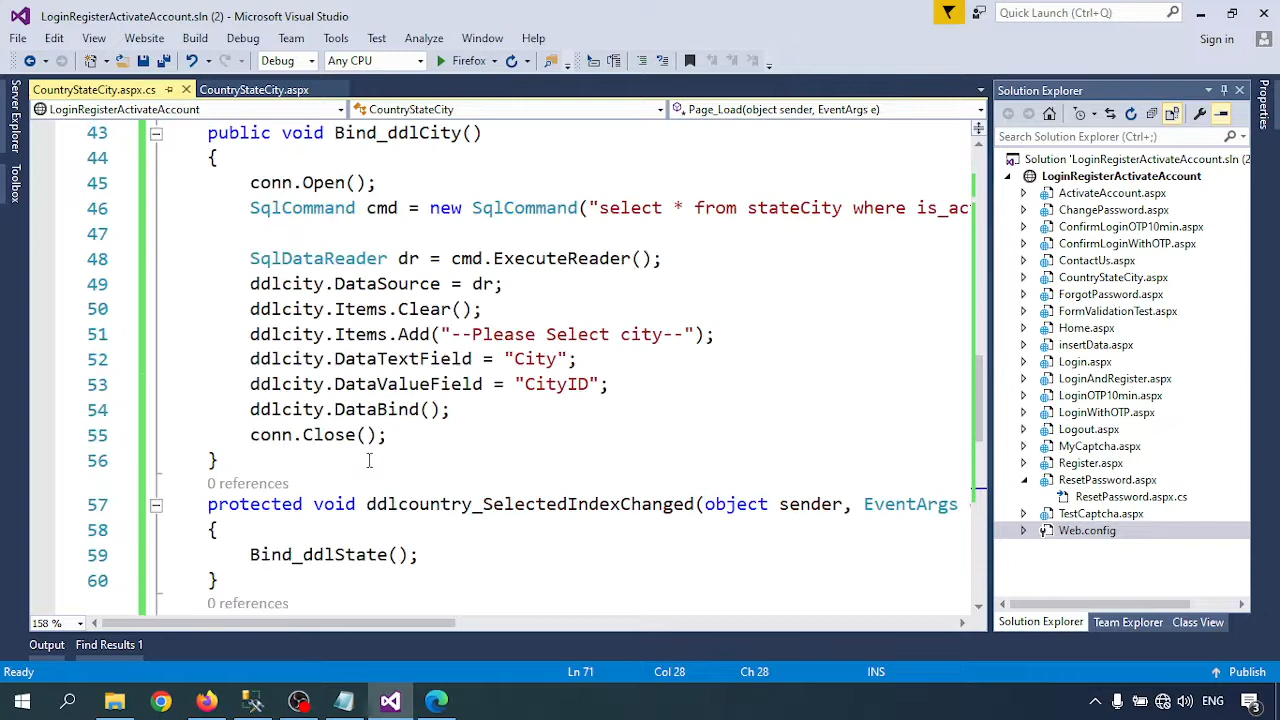 LoginRegisterActivateAccount.sln (2) - Microsoft Visual Studio
Quick Launch (Ctrl+Q)
File Edit View Website Build Debug Team Tools Test Analyze Window Help
Sign in
Debug Any CPU Firefox
CountryStateCity.aspx.cs CountryStateCity.aspx
LoginRegisterActivateAccount CountryStateCity Page_Load(object sender, EventArgs e)
Server Explorer
Toolbox
43 public void Bind_ddlCity()
44 {
45 conn.Open();
46 SqlCommand cmd = new SqlCommand("select * from stateCity where is_ac
47
48 SqlDataReader dr = cmd.ExecuteReader();
49 ddlcity.DataSource = dr;
50 ddlcity.Items.Clear();
51 ddlcity.Items.Add("--Please Select city--");
52 ddlcity.DataTextField = "City";
53 ddlcity.DataValueField = "CityID";
54 ddlcity.DataBind();
55 conn.Close();
56 }
0 references
57 protected void ddlcountry_SelectedIndexChanged(object sender, EventArgs
58 {
59 Bind_ddlState();
60 }
0 references
158 %
Solution Explorer
Search Solution Explorer (Ctrl+;)
Solution 'LoginRegisterActivateAccount.sln (2
LoginRegisterActivateAccount
ActivateAccount.aspx
ChangePassword.aspx
ConfirmLoginOTP10min.aspx
ConfirmLoginWithOTP.aspx
ContactUs.aspx
CountryStateCity.aspx
ForgotPassword.aspx
FormValidationTest.aspx
Home.aspx
insertData.aspx
Login.aspx
LoginAndRegister.aspx
LoginOTP10min.aspx
LoginWithOTP.aspx
Logout.aspx
MyCaptcha.aspx
Register.aspx
ResetPassword.aspx
ResetPassword.aspx.cs
TestCaptcha.aspx
Web.config
Solution Explorer Team Explorer Class View
Properties
Output Find Results 1
Ready Ln 71 Col 28 Ch 28 INS Publish
ENG 3